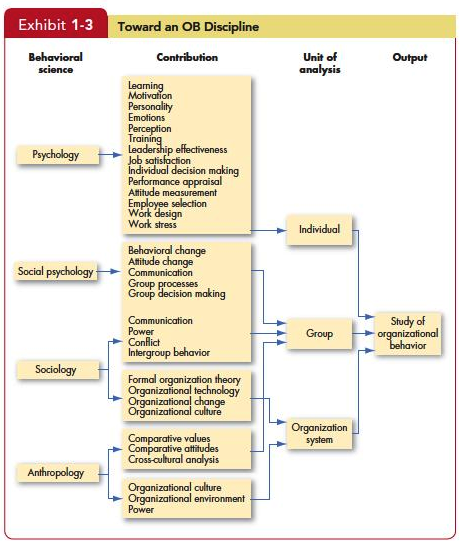 Exhibit 1-3 Toward an OB Discipline
Behavioral science
Contribution
Unit of analysis
Output
Psychology
Learning
Motivation
Personality
Emotions
Perception
Training
Leadership effectiveness
Job satisfaction
Individual decision making
Performance appraisal
Attitude measurement
Employee selection
Work design
Work stress
Individual
Social psychology
Behavioral change
Attitude change
Communication
Group processes
Group decision making
Communication
Power
Conflict
Intergroup behavior
Group
Study of
organizational
behavior
Sociology
Formal organization theory
Organizational technology
Organizational change
Organizational culture
Organization
system
Anthropology
Comparative values
Comparative attitudes
Cross-cultural analysis
Organizational culture
Organizational environment
Power